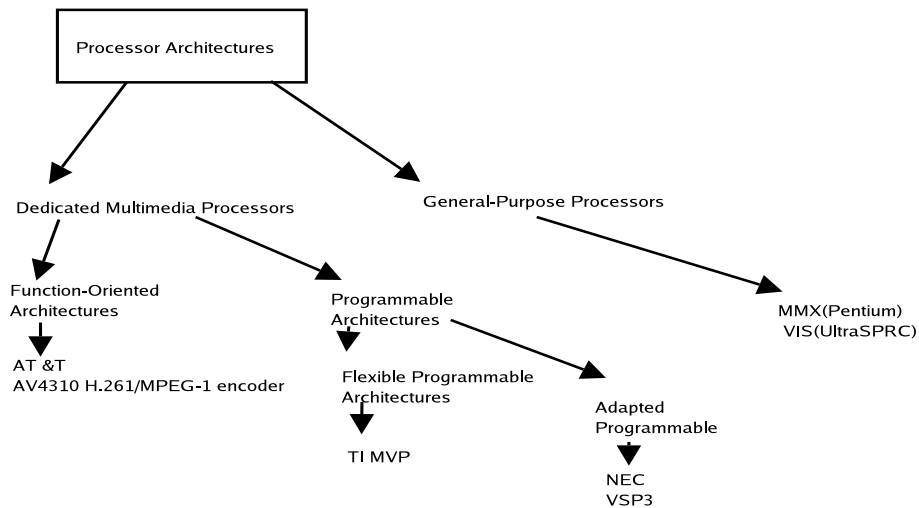 Processor Architectures
Dedicated Multimedia Processors
General-Purpose Processors
Function-Oriented
Architectures
Programmable
Architectures
MMX(Pentium)
VIS(UltraSPRC)
AT &T
AV4310 H.261/MPEG-1 encoder
Flexible Programmable
Architectures
Adapted
Programmable
TI MVP
NEC
VSP3